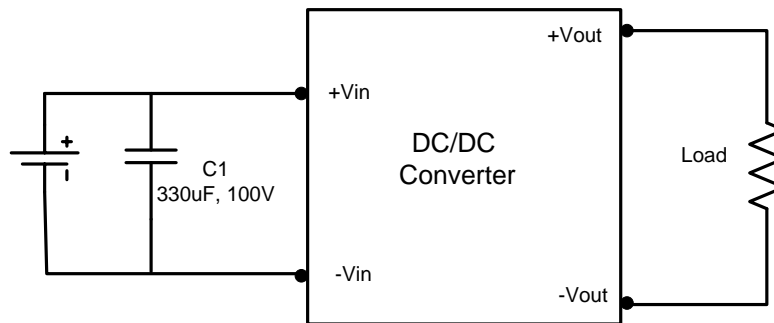 +Vout
+Vin
+
-
C1
330uF, 100V
DC/DC
Converter
Load
-Vin
-Vout